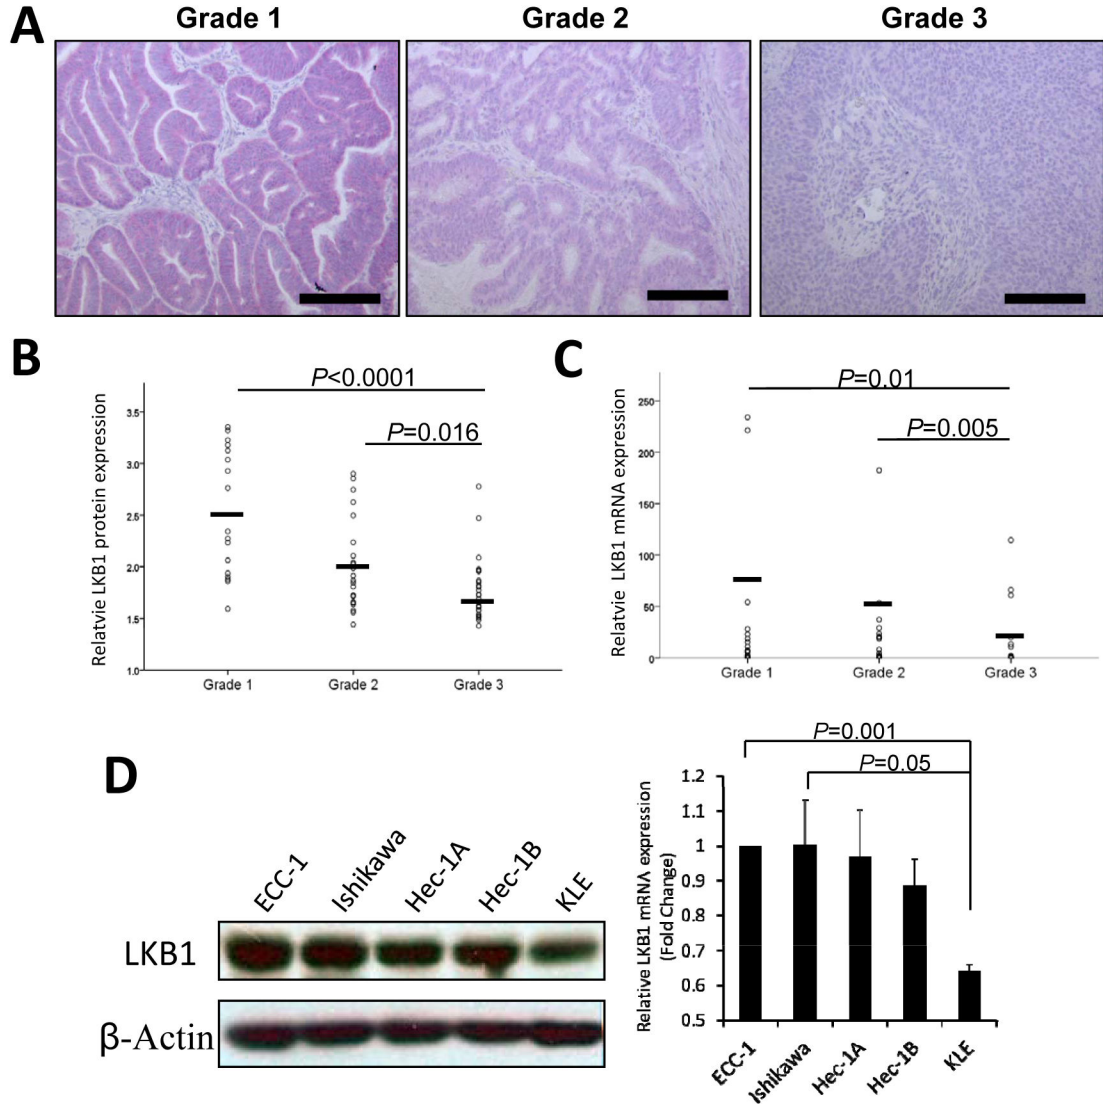 A
Grade 1
Grade 2
Grade 3
B
P<0.0001
P=0.016
Relatvie LKB1 protein expression
3.5
3.0
2.5
2.0
1.5
1.0
Grade 1
Grade 2
Grade 3
C
P=0.01
P=0.005
Relatvie LKB1 mRNA expression
250
200
150
100
50
0
Grade 1
Grade 2
Grade 3
D
ECC-1
Ishikawa
Hec-1A
Hec-1B
KLE
LKB1
β-Actin
P=0.001
P=0.05
Relative LKB1 mRNA expression
(Fold Change)
1.2
1.1
1
0.9
0.8
0.7
0.6
0.5
ECC-1
Ishikawa
Hec-1A
Hec-1B
KLE